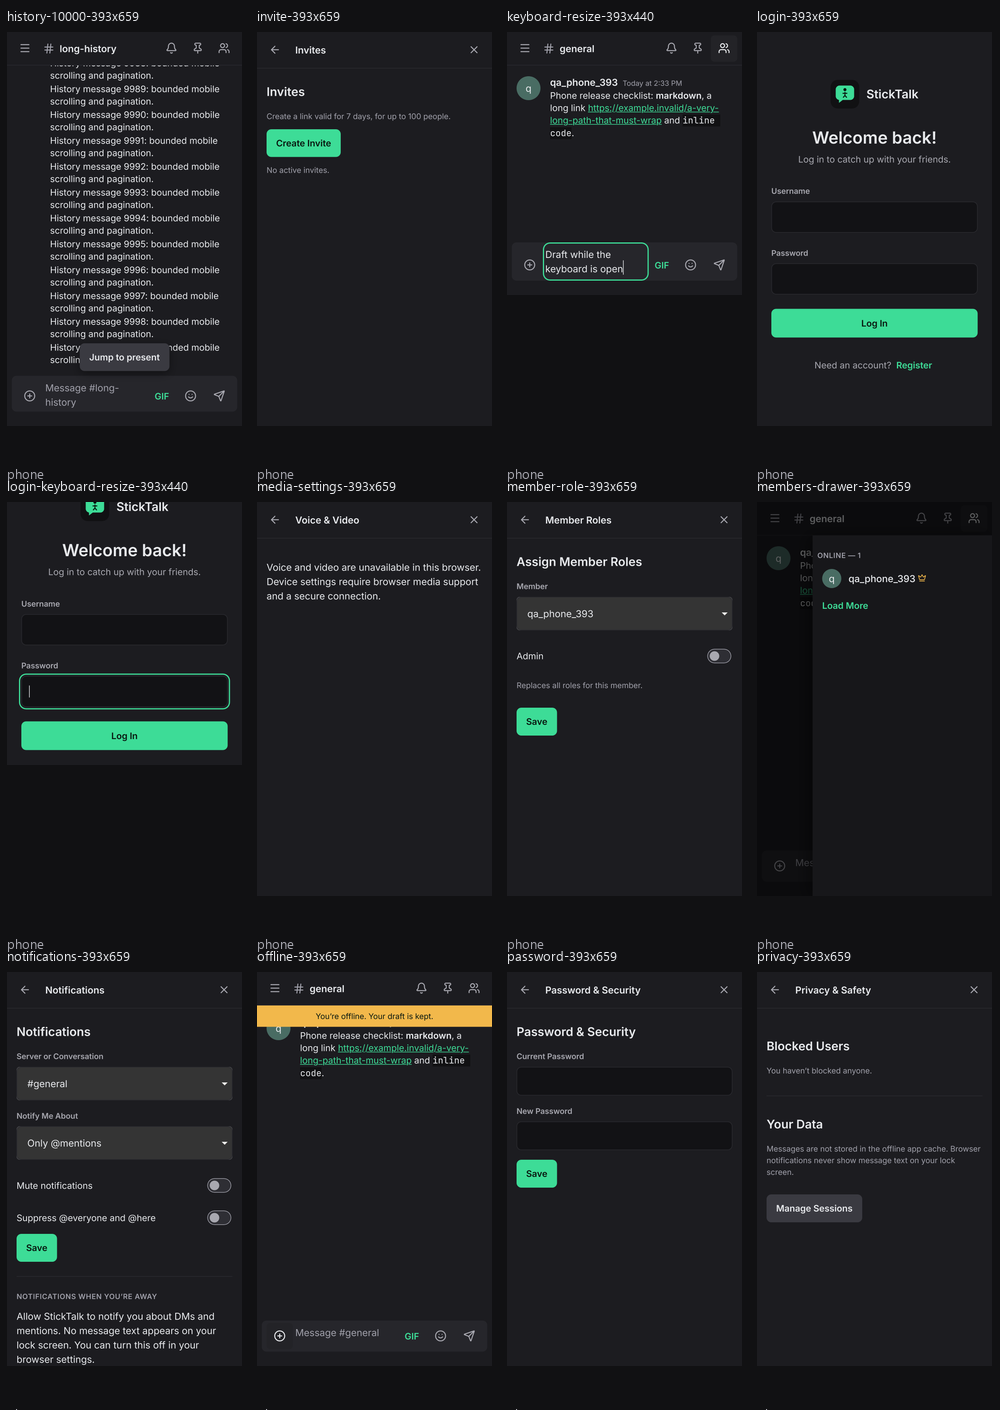 history-10000-393x659
# long-history
scrolling and pagination.
History message 9989: bounded mobile
scrolling and pagination.
History message 9990: bounded mobile
scrolling and pagination.
History message 9991: bounded mobile
scrolling and pagination.
History message 9992: bounded mobile
scrolling and pagination.
History message 9993: bounded mobile
scrolling and pagination.
History message 9994: bounded mobile
scrolling and pagination.
History message 9995: bounded mobile
scrolling and pagination.
History message 9996: bounded mobile
scrolling and pagination.
History message 9997: bounded mobile
scrolling and pagination.
History message 9998: bounded mobile
scrolling and pagination.
ded mobile
Jump to present
Message #long-
history
GIF
invite-393x659
Invites
Invites
Create a link valid for 7 days, for up to 100 people.
Create Invite
No active invites.
keyboard-resize-393x440
# general
q
qa_phone_393 Today at 2:33 PM
Phone release checklist: markdown, a
long link https://example.invalid/a-very-
long-path-that-must-wrap and inline
code.
Draft while the
keyboard is open
GIF
login-393x659
StickTalk
Welcome back!
Log in to catch up with your friends.
Username
Password
Log In
Need an account? Register
phone
login-keyboard-resize-393x440
StickTalk
Welcome back!
Log in to catch up with your friends.
Username
Password
Log In
phone
media-settings-393x659
Voice & Video
Voice and video are unavailable in this browser.
Device settings require browser media support
and a secure connection.
phone
member-role-393x659
Member Roles
Assign Member Roles
Member
qa_phone_393
Admin
Replaces all roles for this member.
Save
phone
members-drawer-393x659
# general
q
qa_
Pho
long
lon
cod
Mes
ONLINE — 1
q
qa_phone_393
Load More
phone
notifications-393x659
Notifications
Notifications
Server or Conversation
#general
Notify Me About
Only @mentions
Mute notifications
Suppress @everyone and @here
Save
NOTIFICATIONS WHEN YOU'RE AWAY
Allow StickTalk to notify you about DMs and
mentions. No message text appears on your
lock screen. You can turn this off in your
browser settings.
phone
offline-393x659
# general
You're offline. Your draft is kept.
q
Phone release checklist: markdown, a
long link https://example.invalid/a-very-
long-path-that-must-wrap and inline
code.
Message #general
GIF
phone
password-393x659
Password & Security
Password & Security
Current Password
New Password
Save
phone
privacy-393x659
Privacy & Safety
Blocked Users
You haven't blocked anyone.
Your Data
Messages are not stored in the offline app cache. Browser
notifications never show message text on your lock
screen.
Manage Sessions